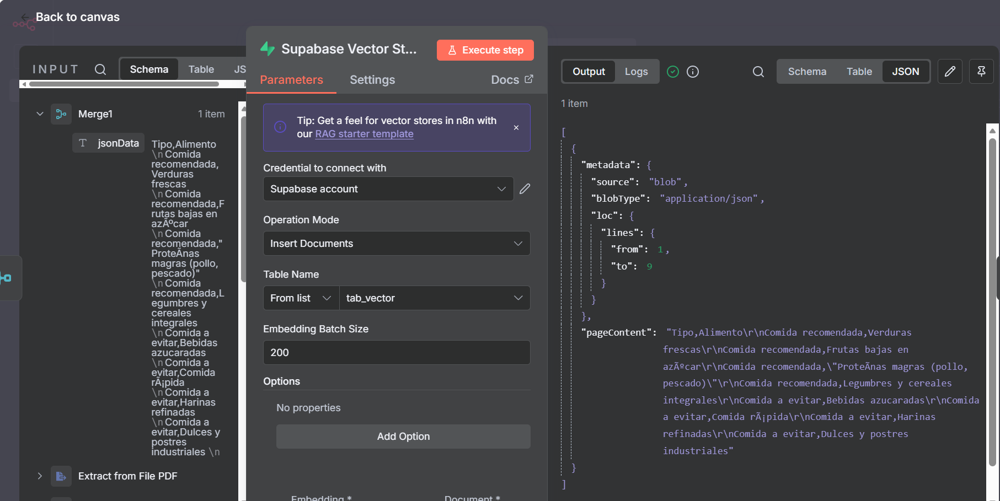 Back to canvas
INPUT
Schema
Table
JS
Merge1
1 item
T jsonData
Tipo,Alimento
\n Comida
recomendada,
Verduras
frescas
\n Comida
recomendada,F
rutas bajas en
azÃºcar
\n Comida
recomendada,"
ProteÃnas
magras (pollo,
pescado)"
\n Comida
recomendada,L
egumbres y
cereales
integrales
\n Comida a
evitar,Bebidas
azucaradas
\n Comida a
evitar,Comida
rÃ¡pida
\n Comida a
evitar,Harinas
refinadas
\n Comida a
evitar,Dulces y
postres
industriales \n
Extract from File PDF
Supabase Vector St...
Execute step
Parameters
Settings
Docs
Tip: Get a feel for vector stores in n8n with
our RAG starter template
Credential to connect with
Supabase account
Operation Mode
Insert Documents
Table Name
From list
tab_vector
Embedding Batch Size
200
Options
No properties
Add Option
Embedding *
Document *
Output
Logs
Schema
Table
JSON
1 item
[
{
"metadata": {
"source": "blob",
"blobType": "application/json",
"loc": {
"lines": {
"from": 1,
"to": 9
}
}
},
"pageContent": "Tipo,Alimento\r\nComida recomendada,Verduras
frescas\r\nComida recomendada,Frutas bajas en
azÃºcar\r\nComida recomendada,\"ProteÃnas magras (pollo,
pescado)\"\r\nComida recomendada,Legumbres y cereales
integrales\r\nComida a evitar,Bebidas azucaradas\r\nComida
a evitar,Comida rÃ¡pida\r\nComida a evitar,Harinas
refinadas\r\nComida a evitar,Dulces y postres
industriales"
}
]